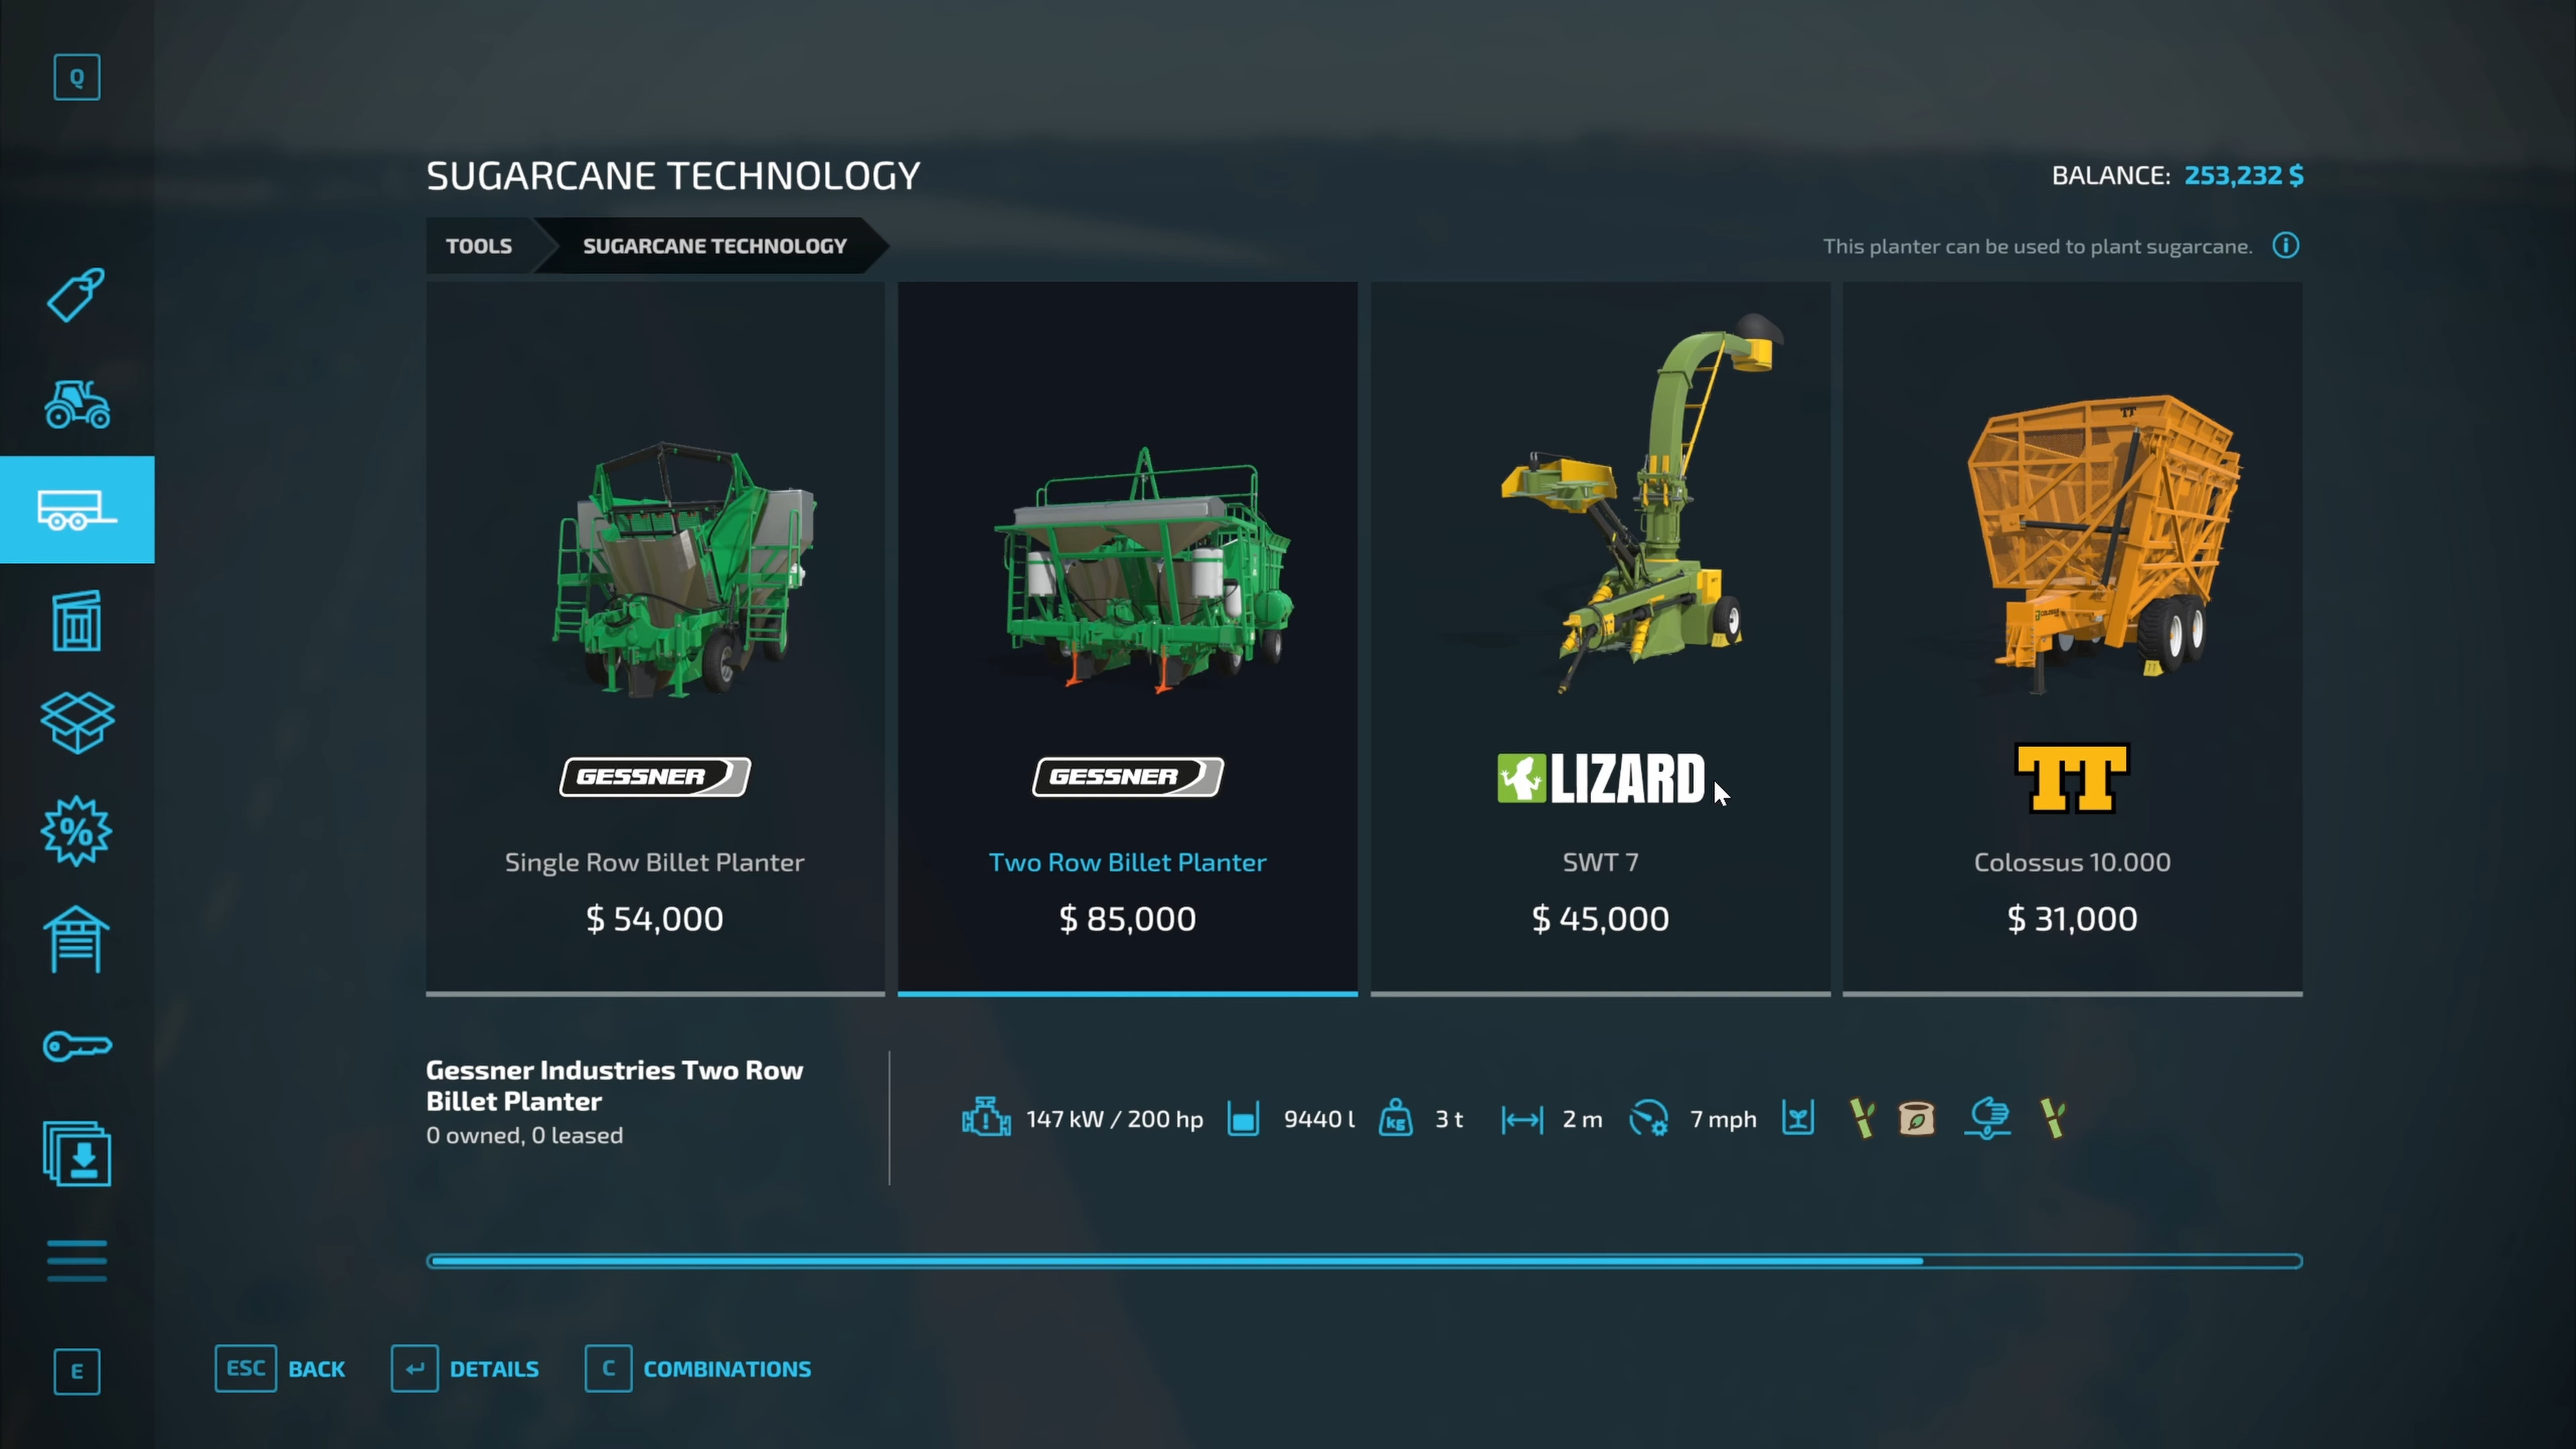 Q
SUGARCANE TECHNOLOGY
BALANCE: 253,232 $
TOOLS
SUGARCANE TECHNOLOGY
This planter can be used to plant sugarcane.
GESSNER
Single Row Billet Planter
$ 54,000
GESSNER
Two Row Billet Planter
$ 85,000
LIZARD
SWT 7
$ 45,000
TT
Colossus 10.000
$ 31,000
Gessner Industries Two Row
Billet Planter
0 owned, 0 leased
147 kW / 200 hp
9440 l
kg
3 t
2 m
7 mph
%
E
ESC BACK
DETAILS
C COMBINATIONS